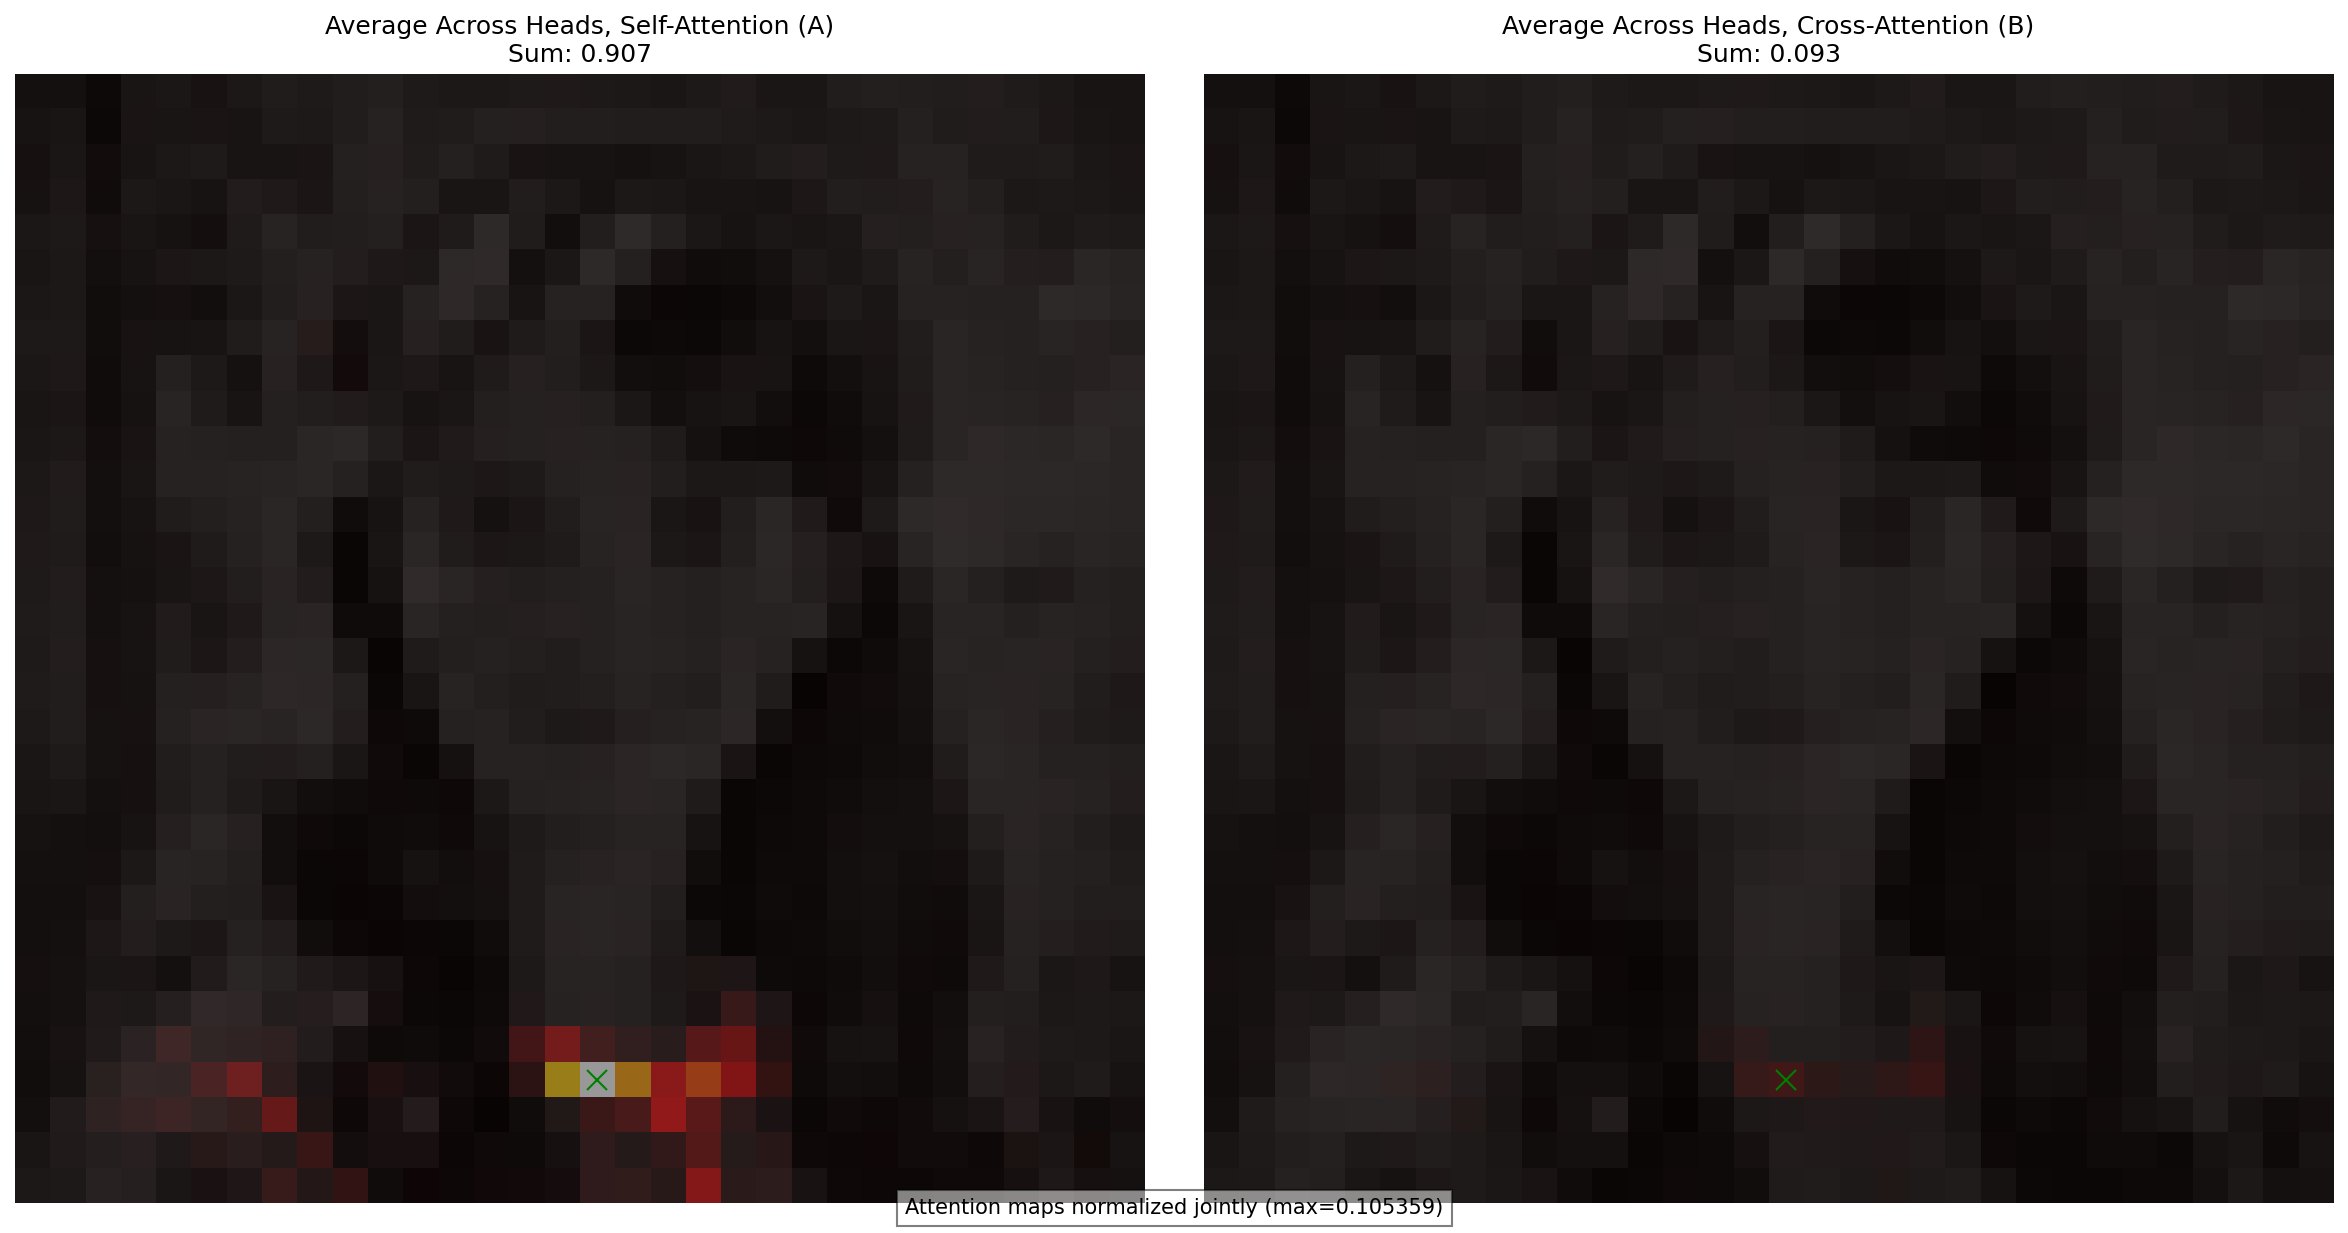 Average Across Heads, Self-Attention (A)
Sum: 0.907
Average Across Heads, Cross-Attention (B)
Sum: 0.093
Attention maps normalized jointly (max=0.105359)